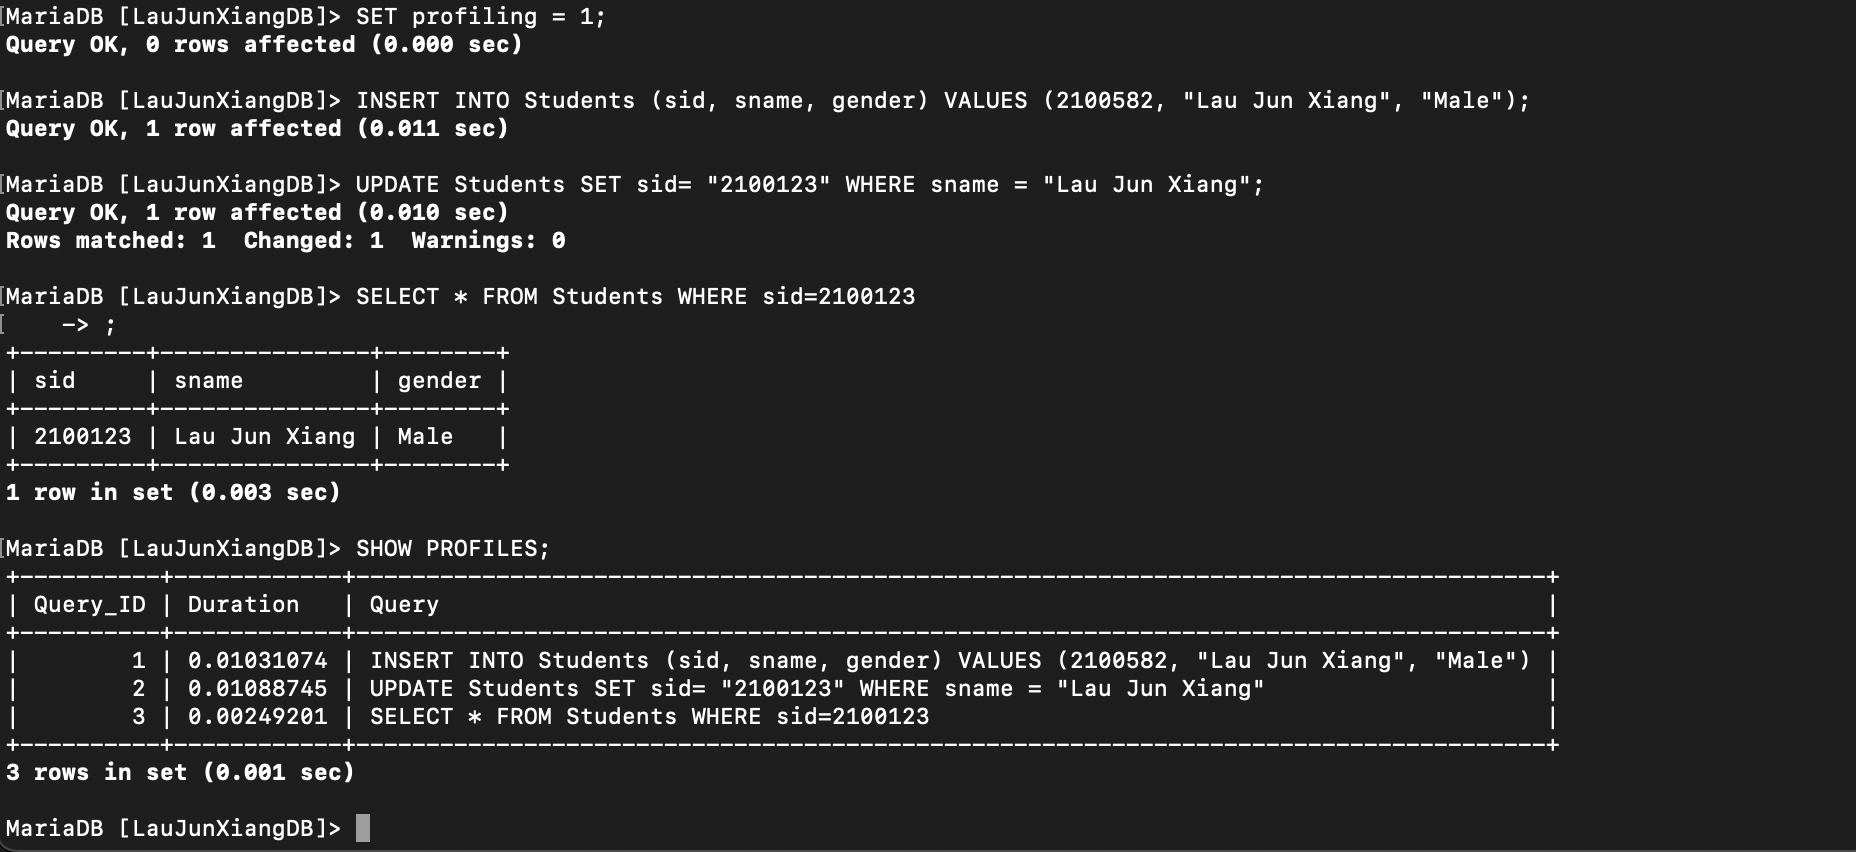 MariaDB [LauJunXiangDB]> SET profiling = 1;
Query OK, 0 rows affected (0.000 sec)
MariaDB [LauJunXiangDB]> INSERT INTO Students (sid, sname, gender) VALUES (2100582, "Lau Jun Xiang", "Male");
Query OK, 1 row affected (0.011 sec)
MariaDB [LauJunXiangDB]> UPDATE Students SET sid= "2100123" WHERE sname = "Lau Jun Xiang";
Query OK, 1 row affected (0.010 sec)
Rows matched: 1  Changed: 1  Warnings: 0
MariaDB [LauJunXiangDB]> SELECT * FROM Students WHERE sid=2100123
    -> ;
+---------+---------------+--------+
| sid     | sname         | gender |
+---------+---------------+--------+
| 2100123 | Lau Jun Xiang | Male   |
+---------+---------------+--------+
1 row in set (0.003 sec)
MariaDB [LauJunXiangDB]> SHOW PROFILES;
+----------+------------+-------------------------------------------------------------------------------------+
| Query_ID | Duration   | Query                                                                               |
+----------+------------+-------------------------------------------------------------------------------------+
|        1 | 0.01031074 | INSERT INTO Students (sid, sname, gender) VALUES (2100582, "Lau Jun Xiang", "Male") |
|        2 | 0.01088745 | UPDATE Students SET sid= "2100123" WHERE sname = "Lau Jun Xiang"                    |
|        3 | 0.00249201 | SELECT * FROM Students WHERE sid=2100123                                            |
+----------+------------+-------------------------------------------------------------------------------------+
3 rows in set (0.001 sec)
MariaDB [LauJunXiangDB]>